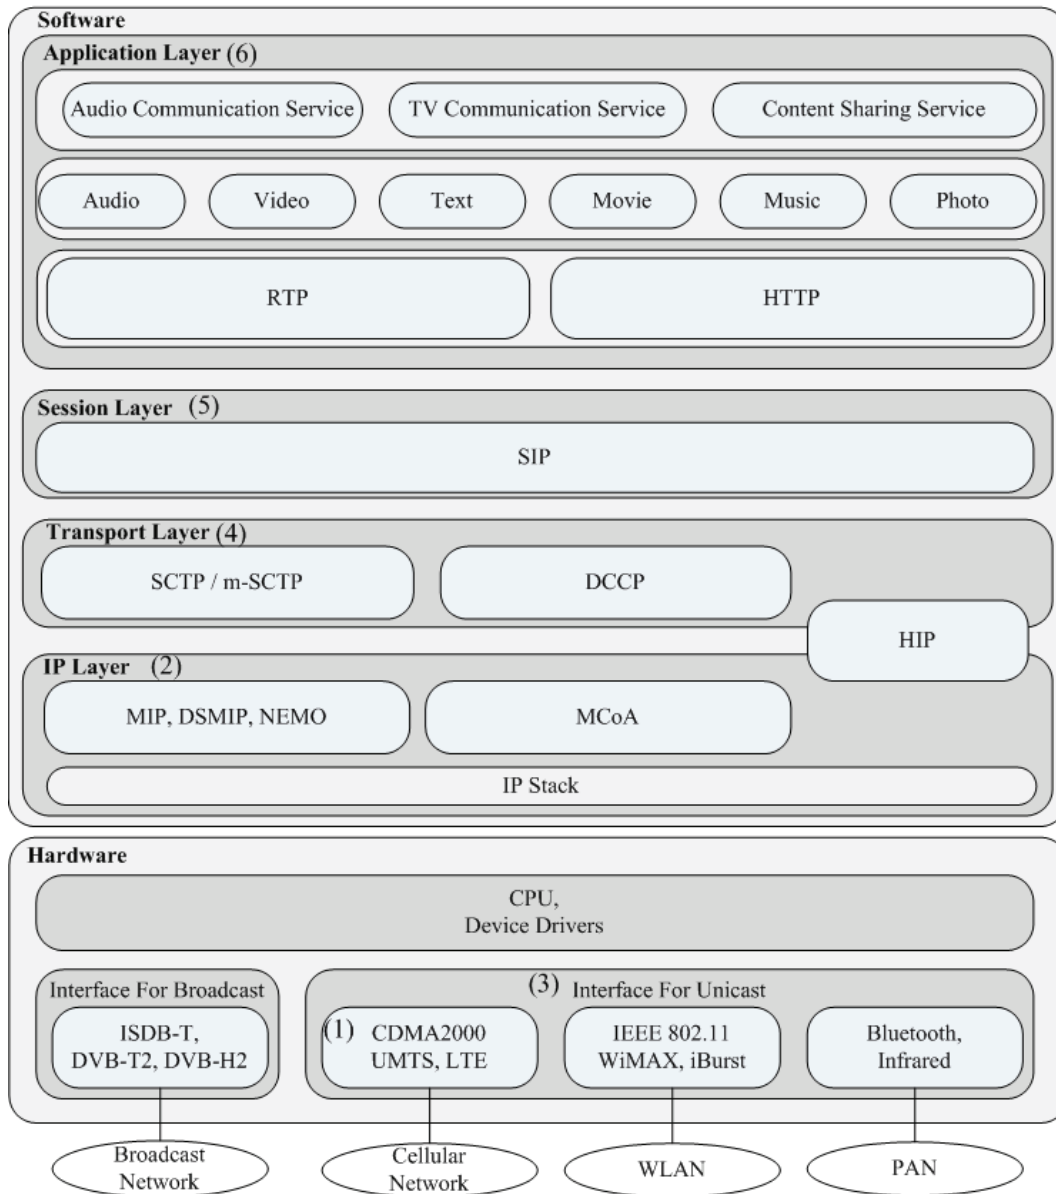 Software
Application Layer (6)
Audio Communication Service
TV Communication Service
Content Sharing Service
Audio
Video
Text
Movie
Music
Photo
RTP
HTTP
Session Layer (5)
SIP
Transport Layer (4)
SCTP / m-SCTP
DCCP
HIP
IP Layer (2)
MIP, DSMIP, NEMO
MCoA
IP Stack
Hardware
CPU,
Device Drivers
Interface For Broadcast
ISDB-T,
DVB-T2, DVB-H2
(3) Interface For Unicast
(1) CDMA2000
UMTS, LTE
IEEE 802.11
WiMAX, iBurst
Bluetooth,
Infrared
Broadcast
Network
Cellular
Network
WLAN
PAN